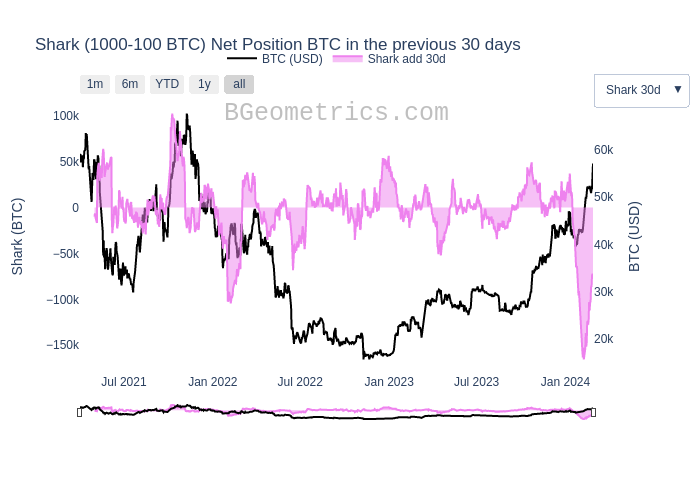 Shark (1000-100 BTC) Net Position BTC in the previous 30 days
BTC (USD) Shark add 30d
1m 6m YTD 1y all
Shark 30d ▼
BGeometrics.com
100k
50k
0
−50k
−100k
−150k
Shark (BTC)
60k
50k
40k
30k
20k
BTC (USD)
Jul 2021 Jan 2022 Jul 2022 Jan 2023 Jul 2023 Jan 2024